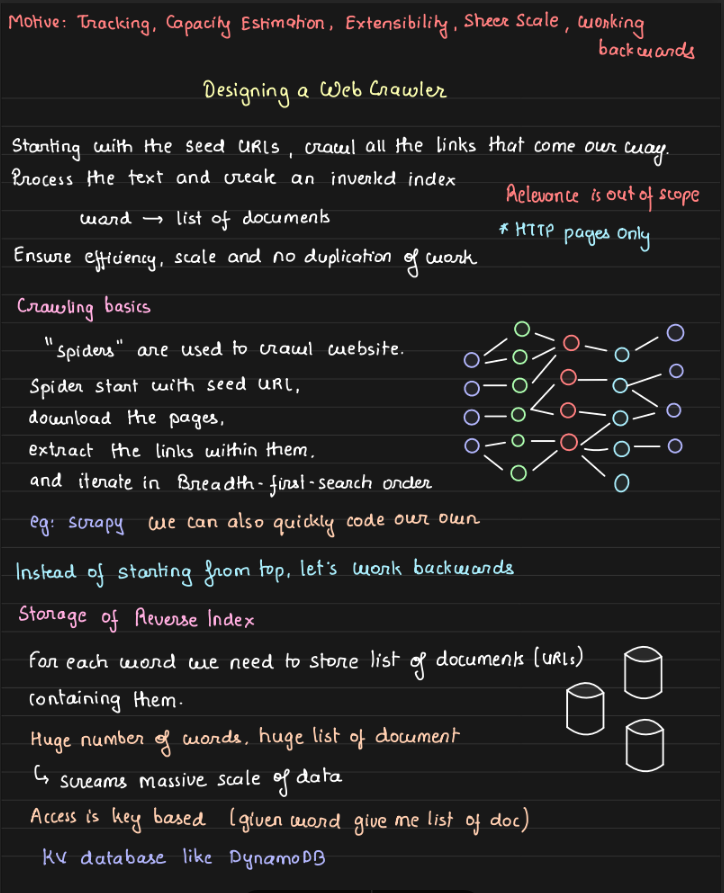 Motive: Tracking, Capacity Estimation, Extensibility, Sheer Scale, working
backwards
Designing a Web Crawler
Starting with the seed URLs, crawl all the links that come our way.
Process the text and create an inverted index
word → list of documents
Relevance is out of scope
* HTTP pages only
Ensure efficiency, scale and no duplication of work
Crawling basics
"spiders" are used to crawl website.
Spider start with seed URL,
download the pages,
extract the links within them,
and iterate in Breadth-first-search order
eg: scrapy we can also quickly code our own
Instead of starting from top, let's work backwards
Storage of Reverse Index
For each word we need to store list of documents (URLs)
containing them.
Huge number of words, huge list of document
↳ screams massive scale of data
Access is key based (given word give me list of doc)
KV database like DynamoDB